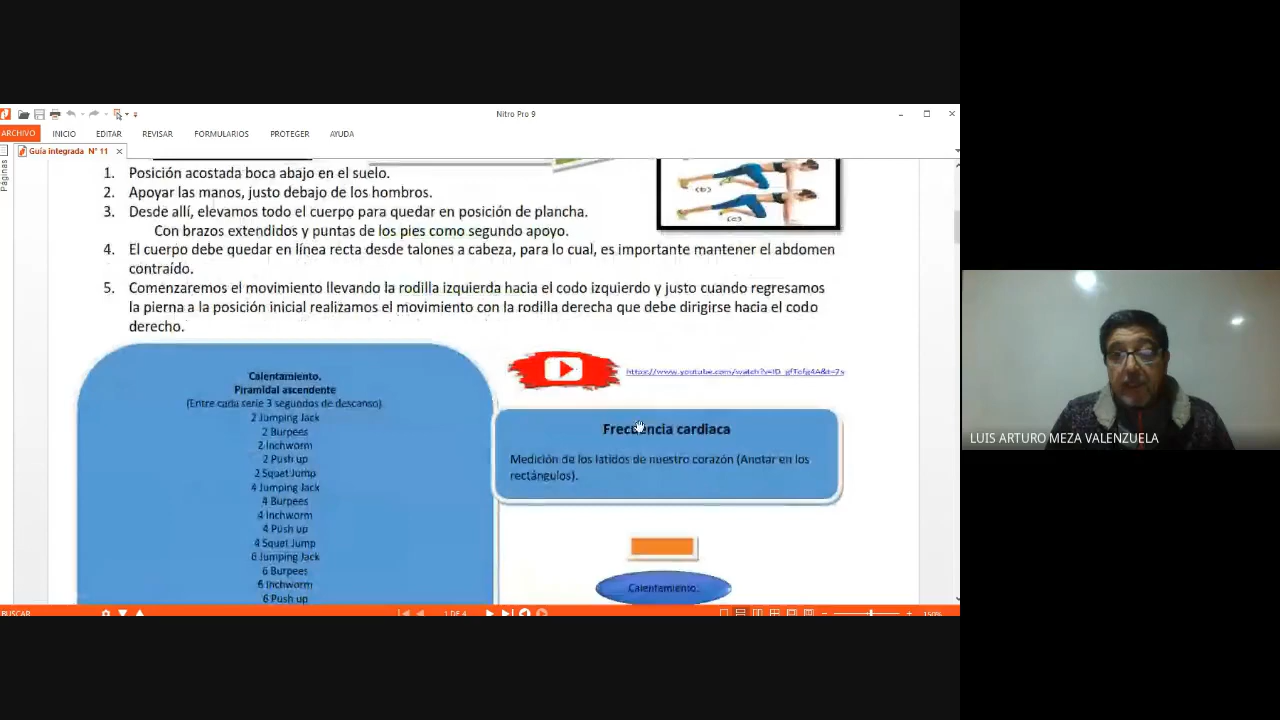 Nitro Pro 9
ARCHIVO INICIO EDITAR REVISAR FORMULARIOS PROTEGER AYUDA
Guía integrada N° 11
Páginas
1. Posición acostada boca abajo en el suelo.
2. Apoyar las manos, justo debajo de los hombros.
3. Desde allí, elevamos todo el cuerpo para quedar en posición de plancha.
Con brazos extendidos y puntas de los pies como segundo apoyo.
4. El cuerpo debe quedar en línea recta desde talones a cabeza, para lo cual, es importante mantener el abdomen
contraído.
5. Comenzaremos el movimiento llevando la rodilla izquierda hacia el codo izquierdo y justo cuando regresamos
la pierna a la posición inicial realizamos el movimiento con la rodilla derecha que debe dirigirse hacia el codo
derecho.
Calentamiento.
Piramidal ascendente
(Entre cada serie 3 segundos de descanso)
2 Jumping Jack
2 Burpees
2 Inchworm
2 Push up
2 Squat Jump
4 Jumping Jack
4 Burpees
4 Inchworm
4 Push up
4 Squat Jump
6 Jumping Jack
6 Burpees
6 Inchworm
6 Push up
Frecuencia cardiaca
Medición de los latidos de nuestro corazón (Anotar en los
rectángulos).
Calentamiento.
BUSCAR
1 DE 4
150%
LUIS ARTURO MEZA VALENZUELA